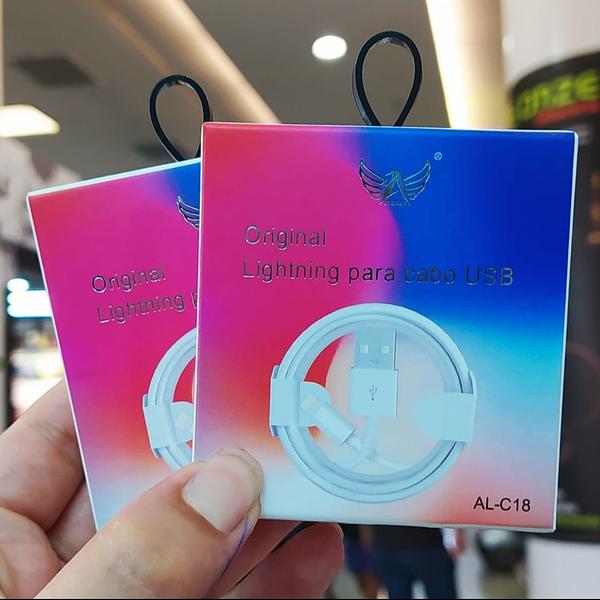 Original
Lightning para cabo USB
AL-C18
Original
Lightning